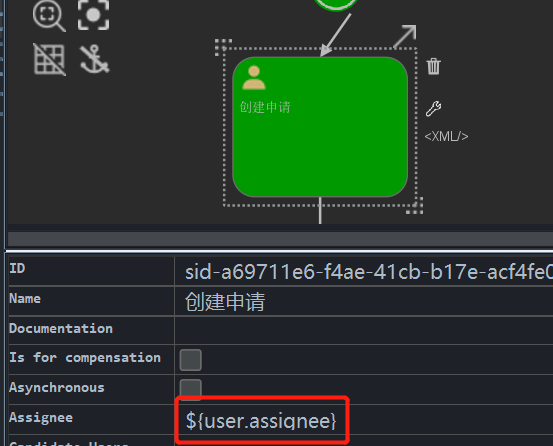 创建申请
<XML/>
ID
sid-a69711e6-f4ae-41cb-b17e-acf4fe0
Name
创建申请
Documentation
Is for compensation
Asynchronous
Assignee
${user.assignee}
Candidate Users